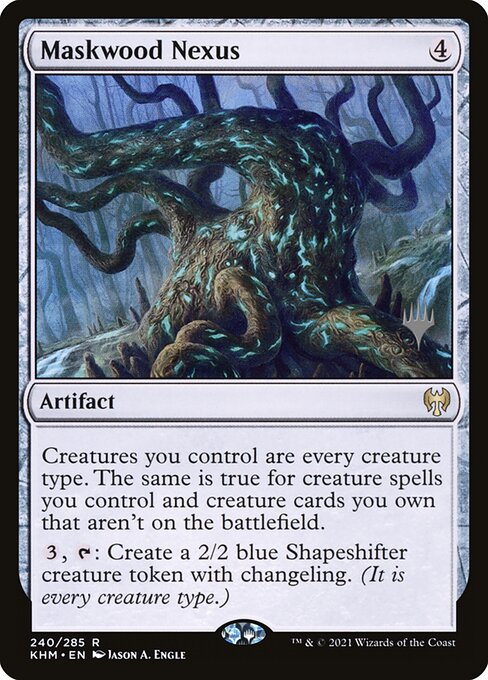 Maskwood Nexus 4
Artifact
Creatures you control are every creature
type. The same is true for creature spells
you control and creature cards you own
that aren't on the battlefield.
3, : Create a 2/2 blue Shapeshifter
creature token with changeling. (It is
every creature type.)
240/285 R
KHM • EN JASON A. ENGLE
™ & © 2021 Wizards of the Coast